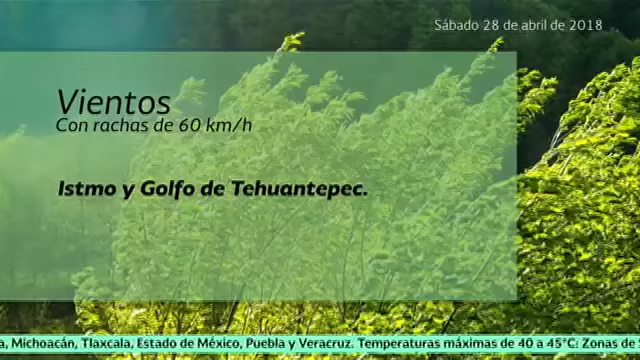 Sábado 28 de abril de 2018
Vientos
Con rachas de 60 km/h
Istmo y Golfo de Tehuantepec.
Michoacán, Tlaxcala, Estado de México, Puebla y Veracruz. Temperaturas máximas de 40 a 45°C: Zonas de